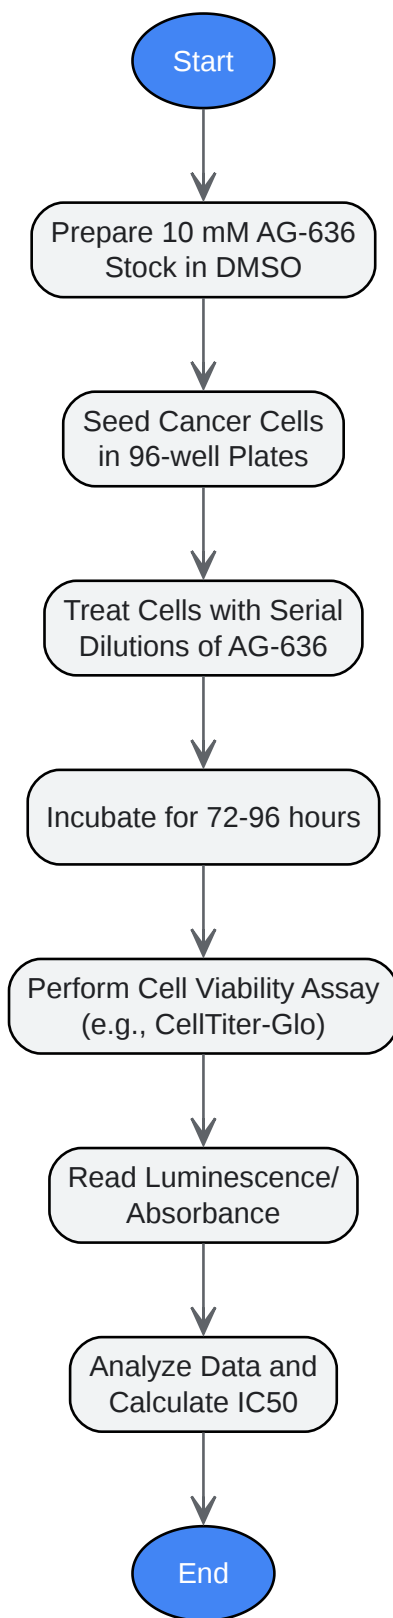 Start
Prepare 10 mM AG-636
Stock in DMSO
Seed Cancer Cells
in 96-well Plates
Treat Cells with Serial
Dilutions of AG-636
Incubate for 72-96 hours
Perform Cell Viability Assay
(e.g., CellTiter-Glo)
Read Luminescence/
Absorbance
Analyze Data and
Calculate IC50
End